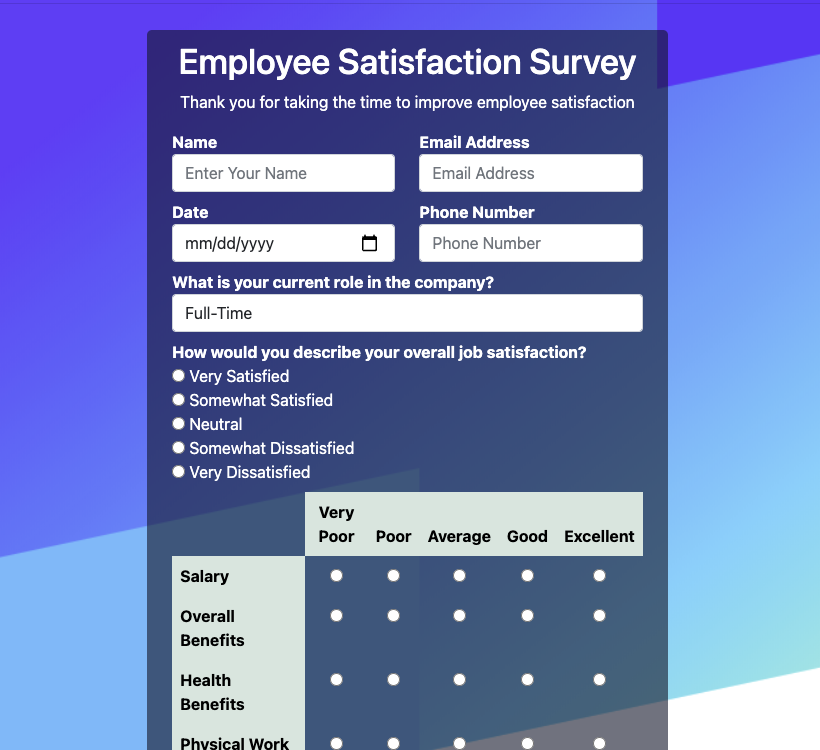 Employee Satisfaction Survey
Thank you for taking the time to improve employee satisfaction
Name
Email Address
Enter Your Name
Email Address
Date
Phone Number
mm/dd/yyyy
Phone Number
What is your current role in the company?
Full-Time
How would you describe your overall job satisfaction?
Very Satisfied
Somewhat Satisfied
Neutral
Somewhat Dissatisfied
Very Dissatisfied
Very
Poor Poor Average Good Excellent
Salary
Overall
Benefits
Health
Benefits
Physical Work